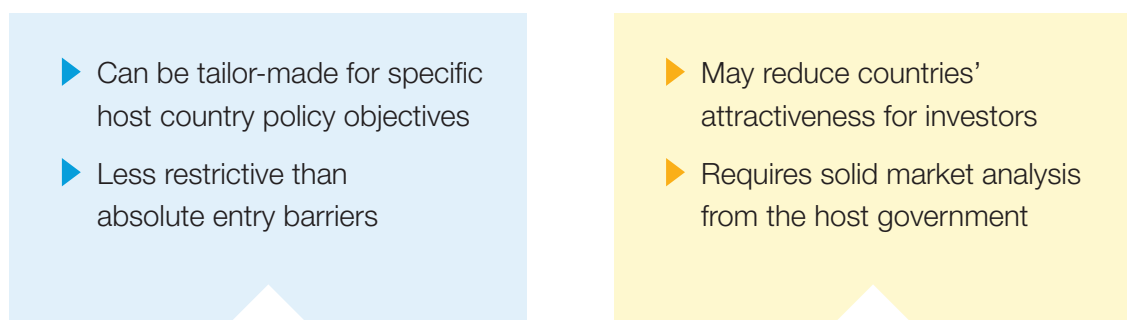 Can be tailor-made for specific
host country policy objectives
Less restrictive than
absolute entry barriers
May reduce countries’
attractiveness for investors
Requires solid market analysis
from the host government